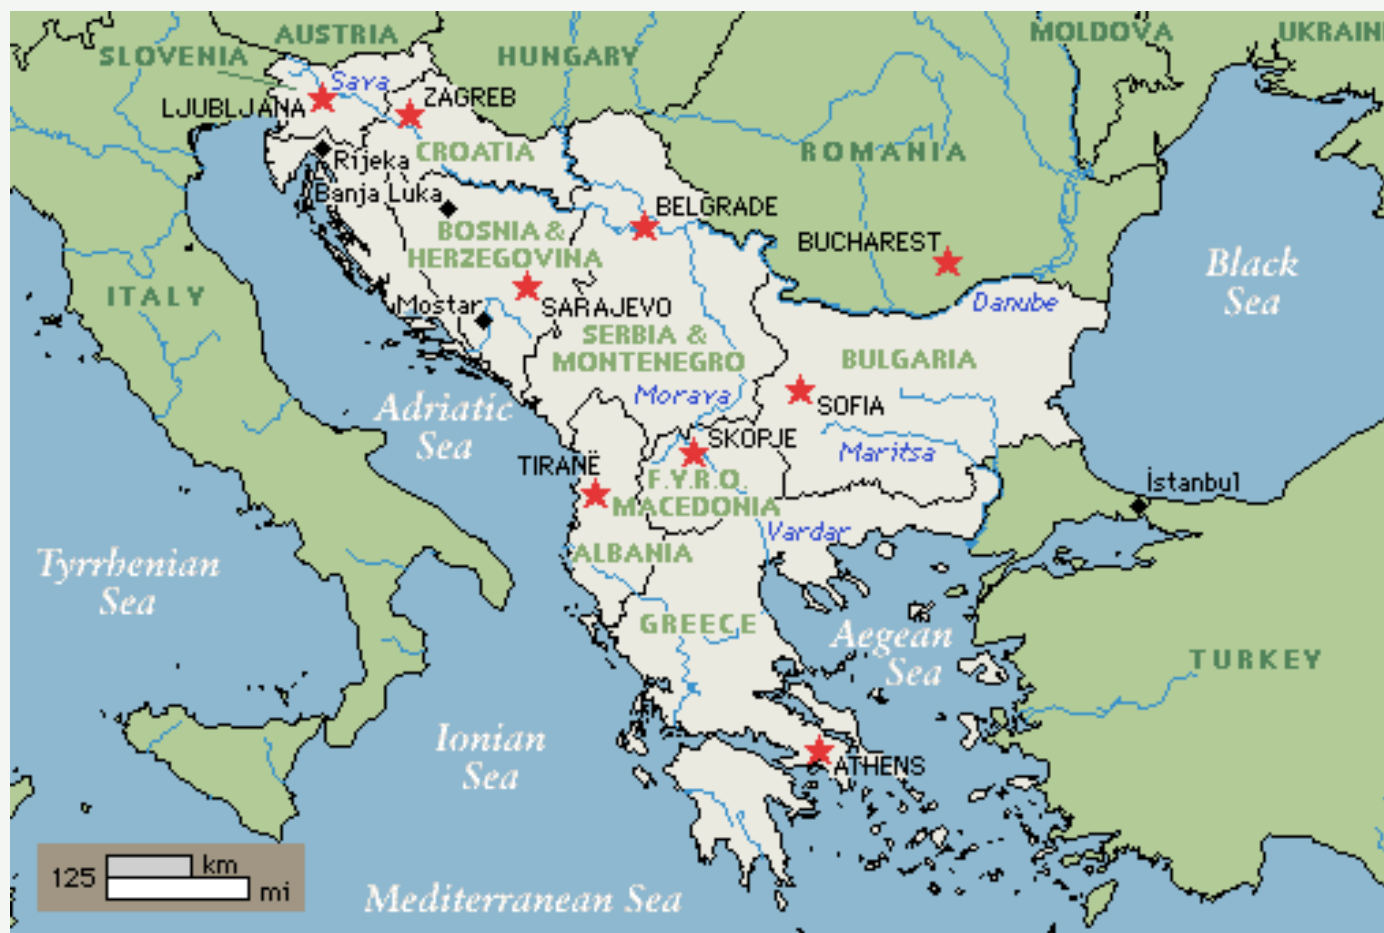 AUSTRIA
SLOVENIA
HUNGARY
MOLDOVA
UKRAIN
Sava
LJUBLJANA
ZAGREB
CROATIA
ROMANIA
Rijeka
Banja Luka
BELGRADE
BOSNIA &
HERZEGOVINA
BUCHAREST
Black
Sea
ITALY
Mostar
SARAJEVO
Danube
SERBIA &
MONTENEGRO
BULGARIA
Morava
SOFIA
Adriatic
Sea
SKOPJE
Maritsa
TIRANË
F.Y.R.O.
MACEDONIA
İstanbul
Vardar
ALBANIA
Tyrrhenian
Sea
GREECE
Aegean
Sea
TURKEY
Ionian
Sea
ATHENS
125
km
mi
Mediterranean Sea